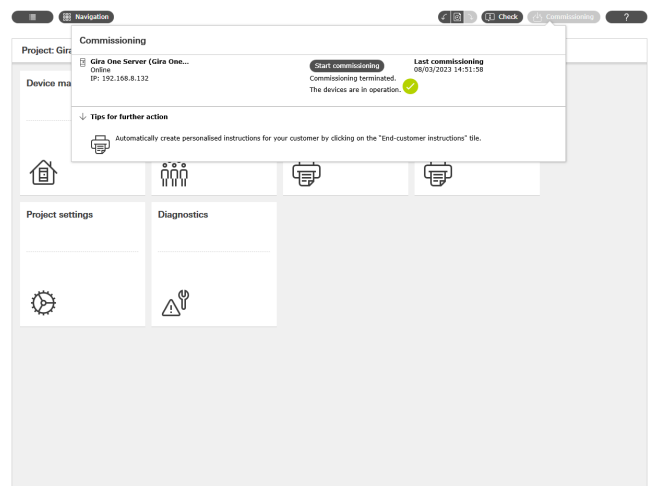 Navigation
Check
Commissioning
?
Project: Gira
Commissioning
Gira One Server (Gira One...
Online
IP: 192.168.8.132
Start commissioning
Commissioning terminated.
The devices are in operation.
Last commissioning
08/03/2023 14:51:58
Tips for further action
Automatically create personalised instructions for your customer by clicking on the "End-customer instructions" tile.
Device ma
Project settings
Diagnostics